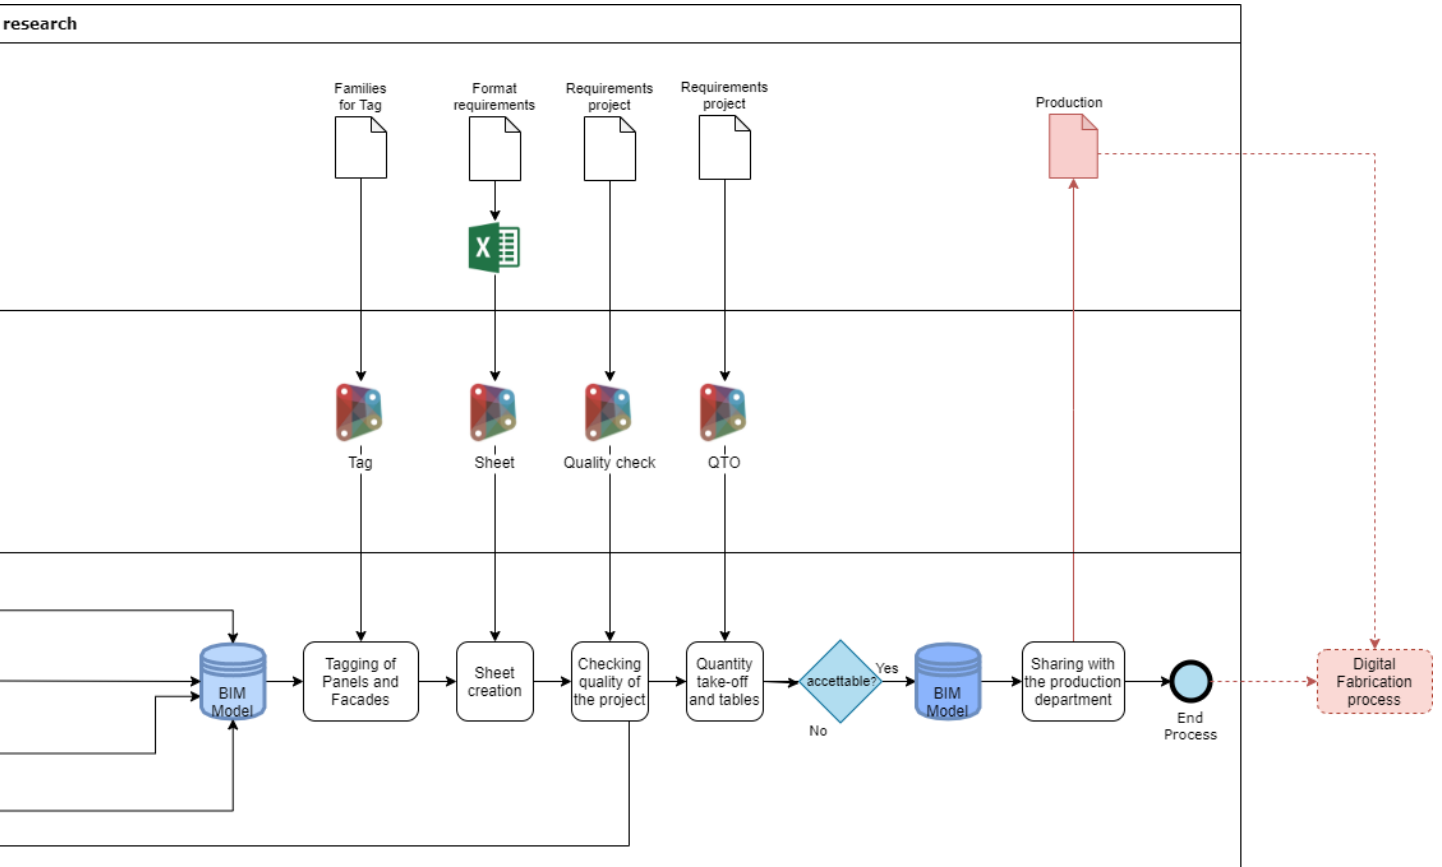 research
Families
for Tag
Format
requirements
Requirements
project
Requirements
project
Production
X
Tag
Sheet
Quality check
QTO
BIM
Model
Tagging of
Panels and
Facades
Sheet
creation
Checking
quality of
the project
Quantity
take-off
and tables
accettable?
Yes
No
BIM
Model
Sharing with
the production
department
End
Process
Digital
Fabrication
process